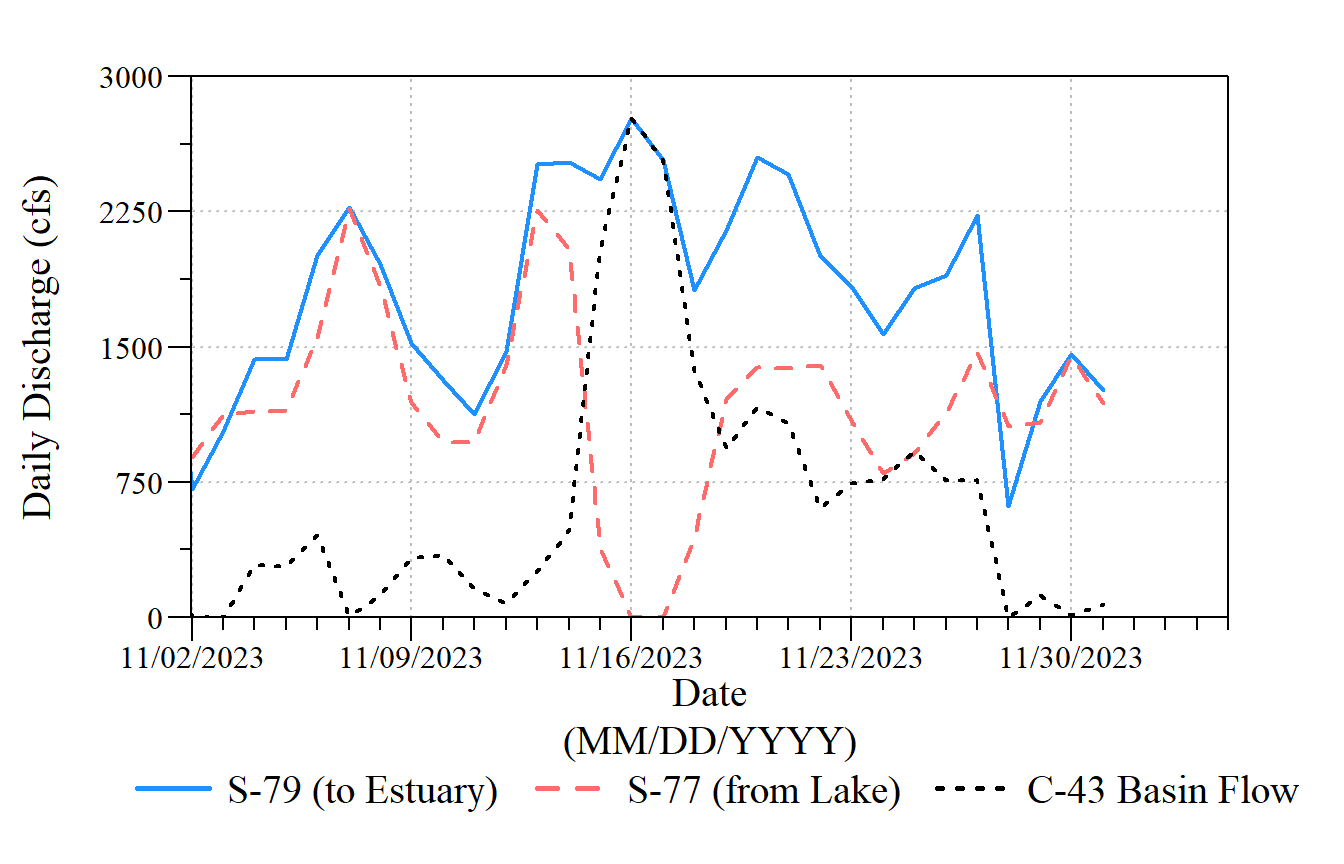 3000
2250
1500
750
0
Daily Discharge (cfs)
11/02/2023 11/09/2023 11/16/2023 11/23/2023 11/30/2023
Date
(MM/DD/YYYY)
S-79 (to Estuary) S-77 (from Lake) C-43 Basin Flow